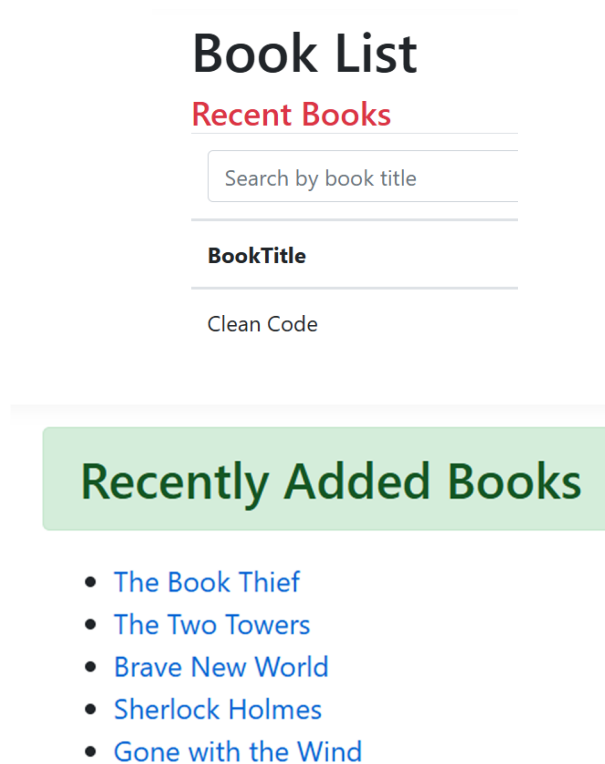 Book List
Recent Books
Search by book title
BookTitle
Clean Code
Recently Added Books
The Book Thief
The Two Towers
Brave New World
Sherlock Holmes
Gone with the Wind